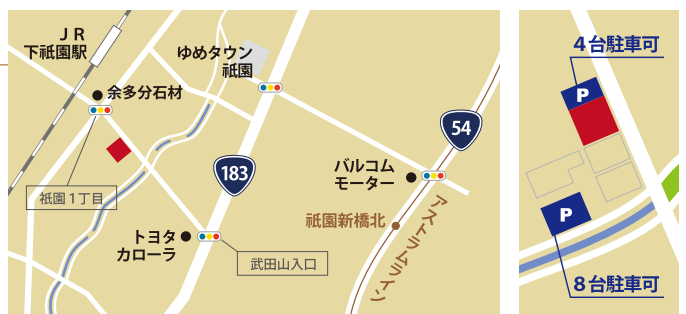 JR
下祇園駅
ゆめタウン
祇園
余多分石材
54
183
バルコム
モーター
祇園1丁目
祇園新橋北
アストラムライン
トヨタ
カローラ
武田山入口
4台駐車可
P
P
8台駐車可